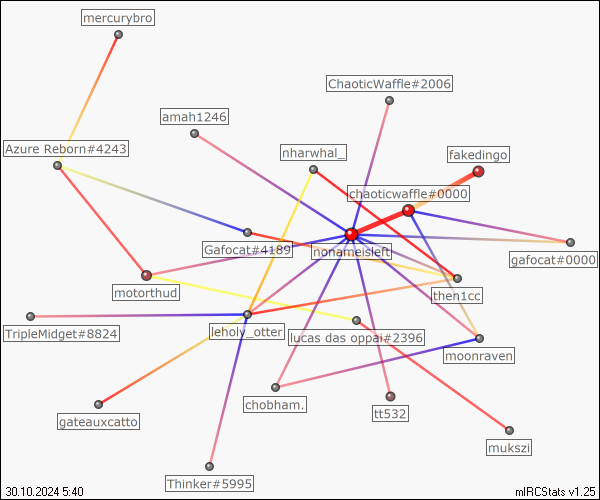 mercurybro
ChaoticWaffle#2006
amah1246
Azure Reborn#4243
nharwhal_
fakedingo
chaoticwaffle#0000
Gafocat#4189
nonameisleft
gafocat#0000
motorthud
then1cc
TripleMidget#8824
leholy_otter
lucas das oppai#2396
moonraven
chobham.
tt532
gateauxcatto
mukszi
Thinker#5995
30.10.2024 5:40
mIRCStats v1.25